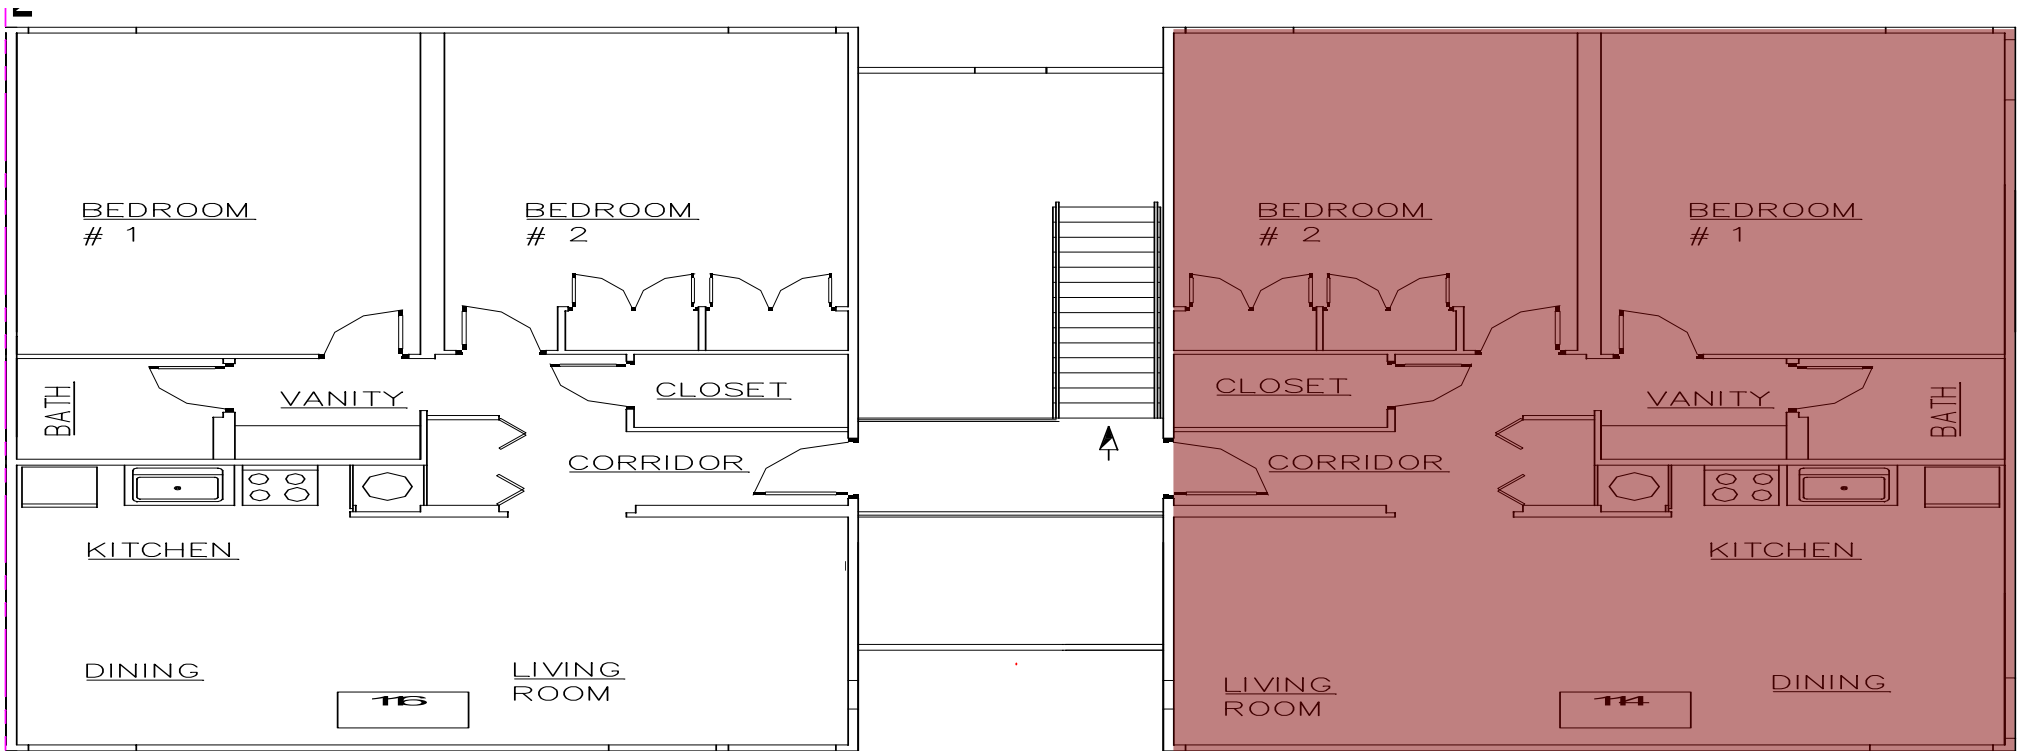 BEDROOM
# 1
BEDROOM
# 2
BEDROOM
# 2
BEDROOM
# 1
BATH
VANITY
CLOSET
CLOSET
VANITY
BATH
CORRIDOR
CORRIDOR
KITCHEN
KITCHEN
DINING
LIVING
ROOM
116
LIVING
ROOM
114
DINING